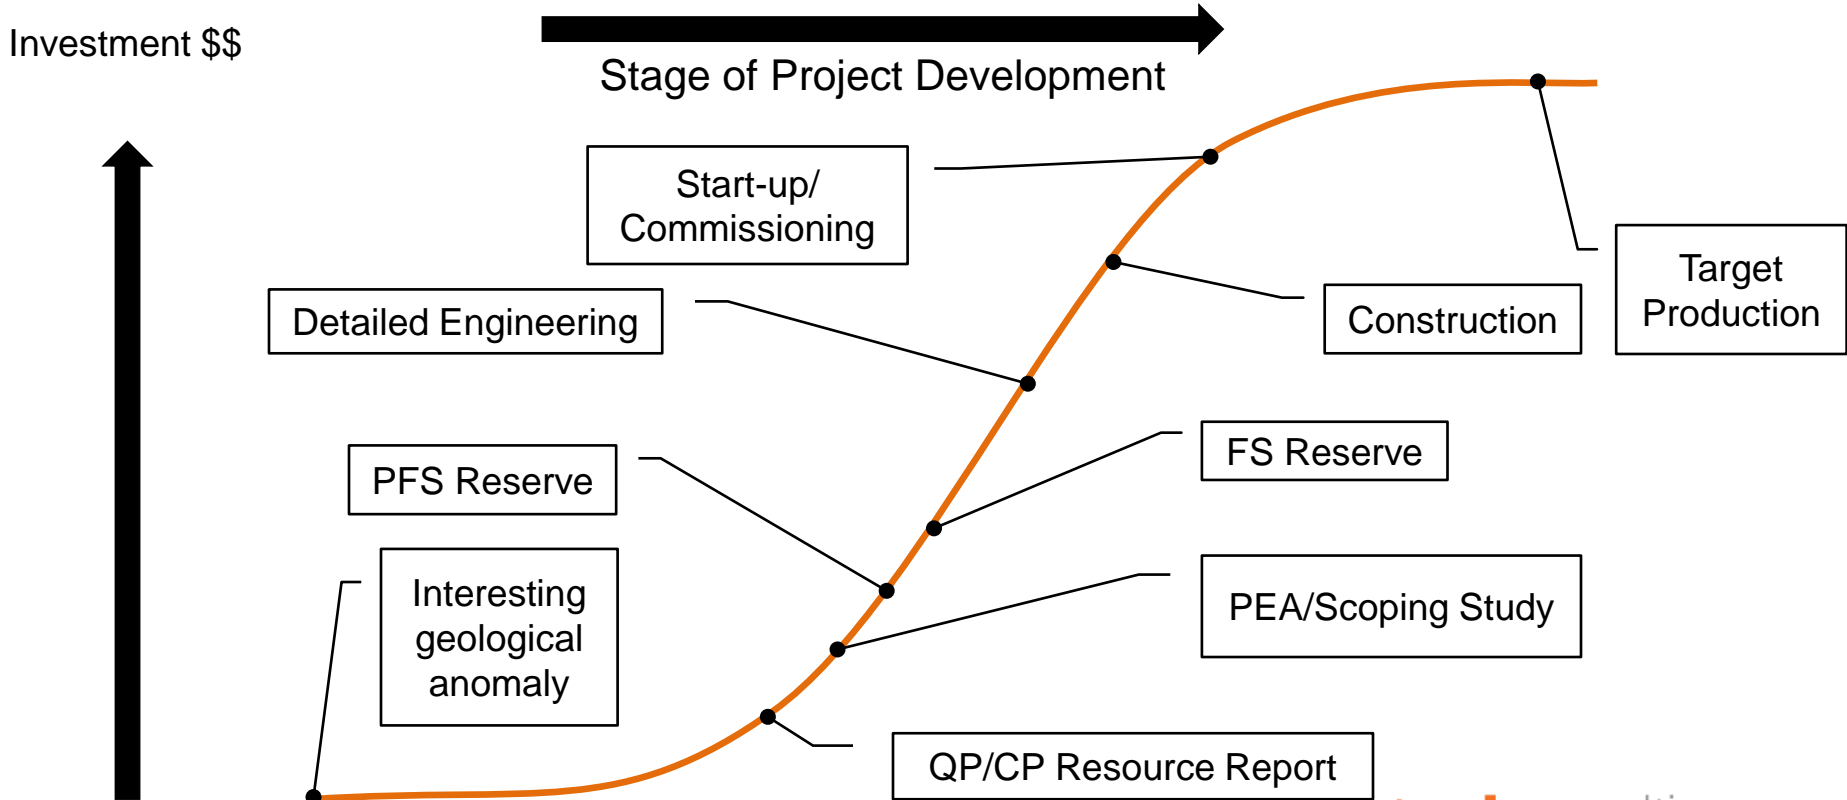 Investment $$
Stage of Project Development
Start-up/
Commissioning
Target
Production
Detailed Engineering
Construction
FS Reserve
PFS Reserve
Interesting
geological
anomaly
PEA/Scoping Study
QP/CP Resource Report